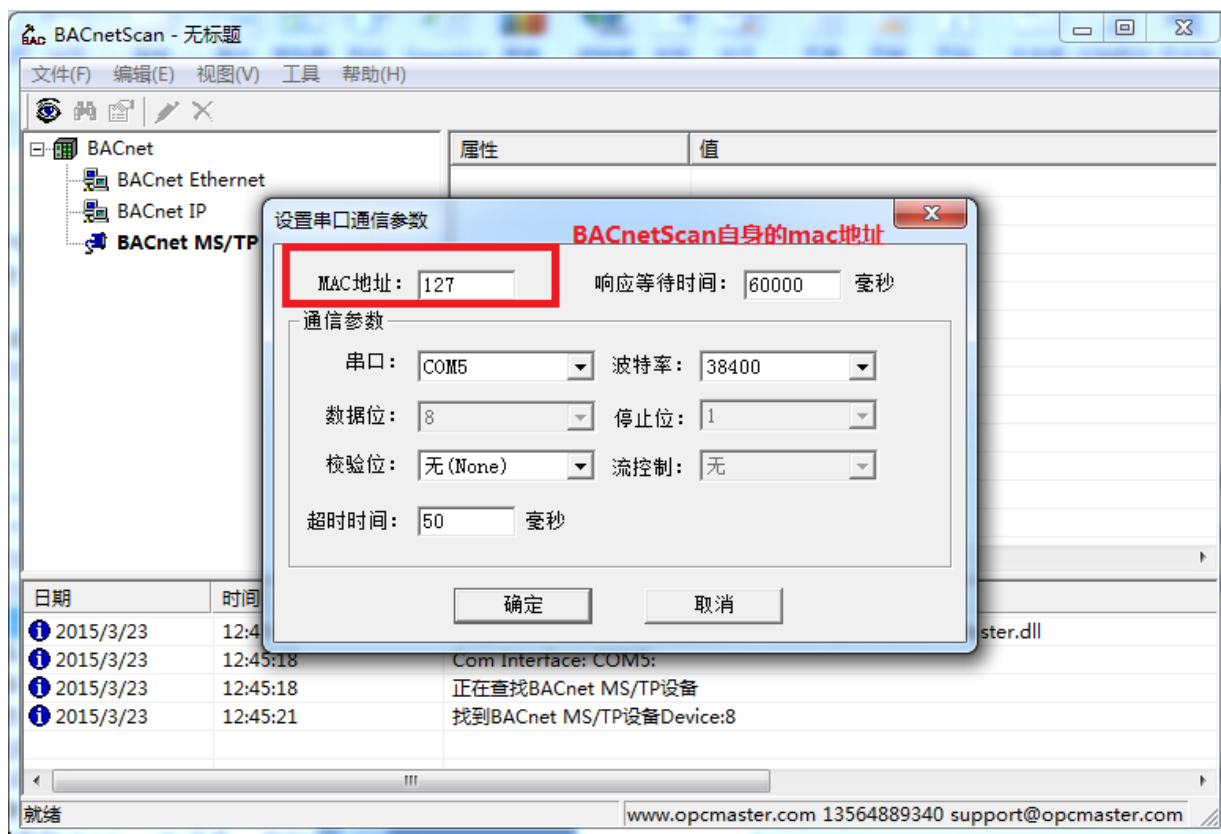 BACnetScan - 无标题
文件(F) 编辑(E) 视图(V) 工具 帮助(H)
BACnet
BACnet Ethernet
BACnet IP
BACnet MS/TP
属性 值
设置串口通信参数
BACnetScan自身的mac地址
MAC地址: 127 响应等待时间: 60000 毫秒
通信参数
串口: COM5 波特率: 38400
数据位: 8 停止位: 1
校验位: 无(None) 流控制: 无
超时时间: 50 毫秒
确定 取消
日期 时间
2015/3/23 12:4 ster.dll
2015/3/23 12:45:18 Com Interface: COM5:
2015/3/23 12:45:18 正在查找BACnet MS/TP设备
2015/3/23 12:45:21 找到BACnet MS/TP设备Device:8
就绪 www.opcmaster.com 13564889340 support@opcmaster.com